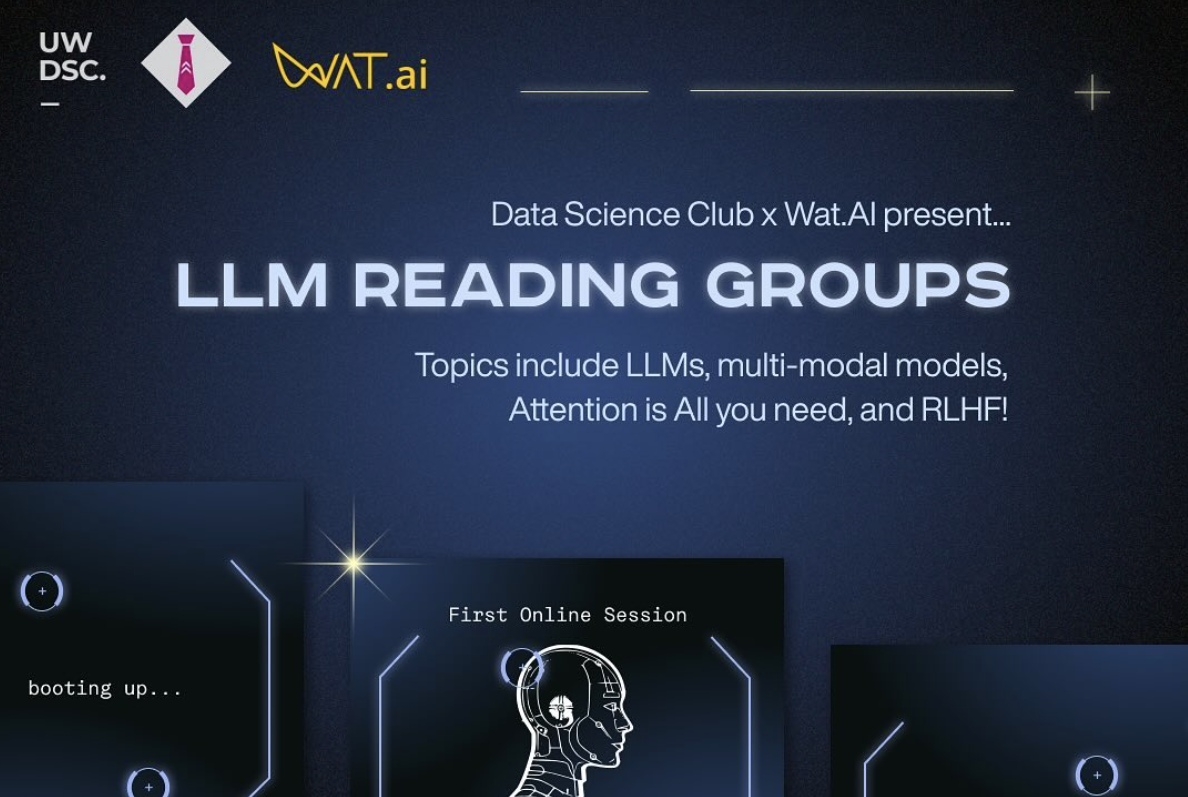 UW
DSC.
WAT.ai
Data Science Club x Wat.AI present...
LLM READING GROUPS
Topics include LLMs, multi-modal models,
Attention is All you need, and RLHF!
First Online Session
booting up...